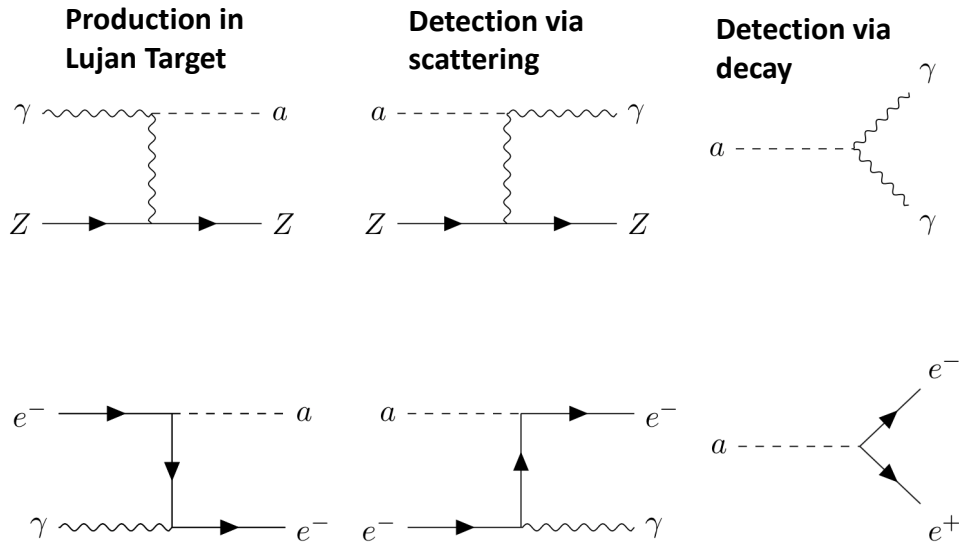 Production in
Lujan Target
Detection via
scattering
Detection via
decay
γ a
Z Z
a γ
Z Z
a γ γ
e⁻ a
γ e⁻
a e⁻
e⁻ γ
a e⁻ e⁺